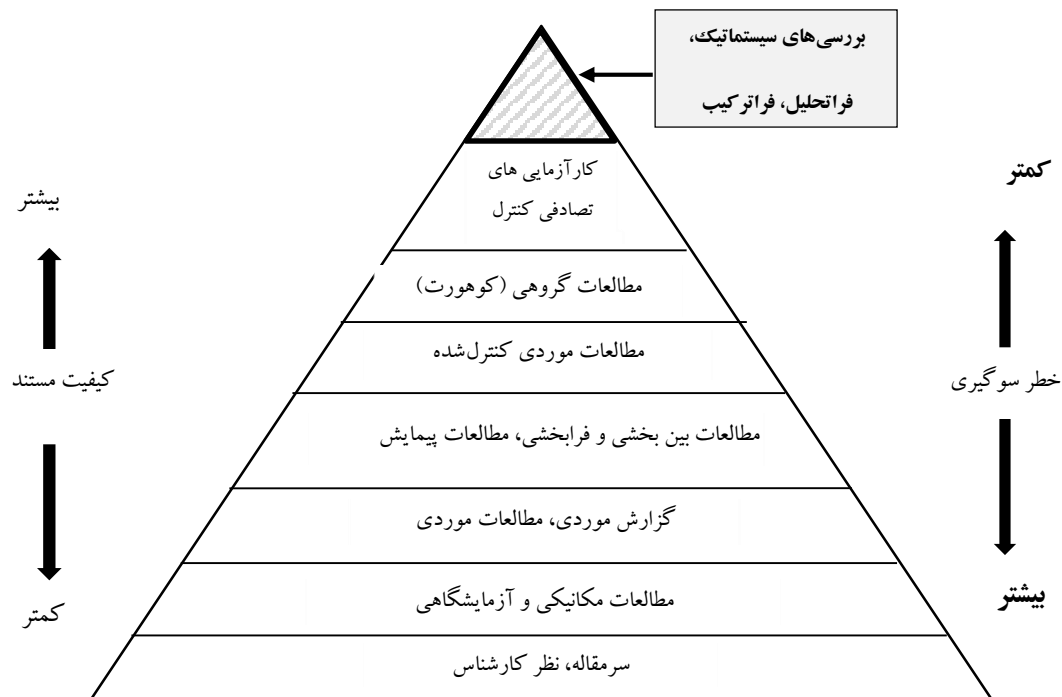 بررسی‌های سیستماتیک،
فراتحلیل، فراترکیب
کارآزمایی های
تصادفی کنترل
کمتر
بیشتر
مطالعات گروهی (کوهورت)
مطالعات موردی کنترل‌شده
خطر سوگیری
کیفیت مستند
مطالعات بین بخشی و فرابخشی، مطالعات پیمایش
گزارش موردی، مطالعات موردی
مطالعات مکانیکی و آزمایشگاهی
بیشتر
کمتر
سرمقاله، نظر کارشناس